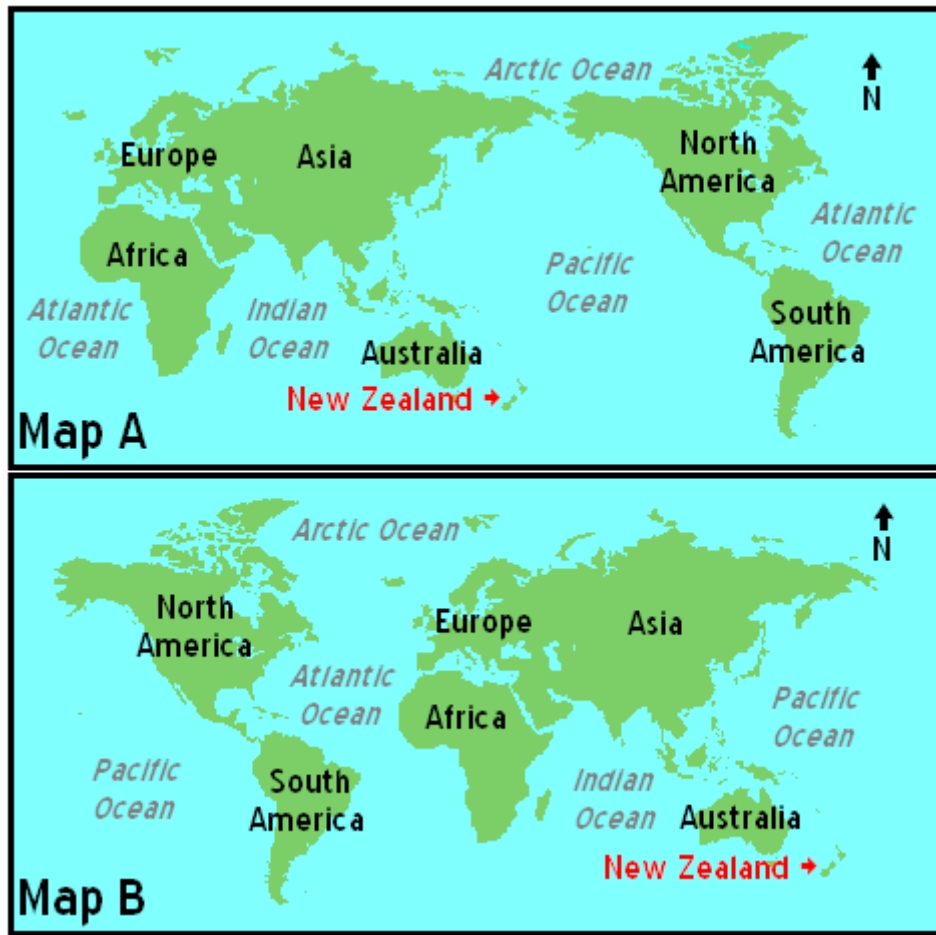 Arctic Ocean
N
Europe
Asia
North
America
Atlantic
Ocean
Africa
Pacific
Ocean
Atlantic
Ocean
Indian
Ocean
South
America
Australia
New Zealand
Map A
Arctic Ocean
N
North
America
Europe
Asia
Atlantic
Ocean
Africa
Pacific
Ocean
Pacific
Ocean
South
America
Indian
Ocean
Australia
New Zealand
Map B